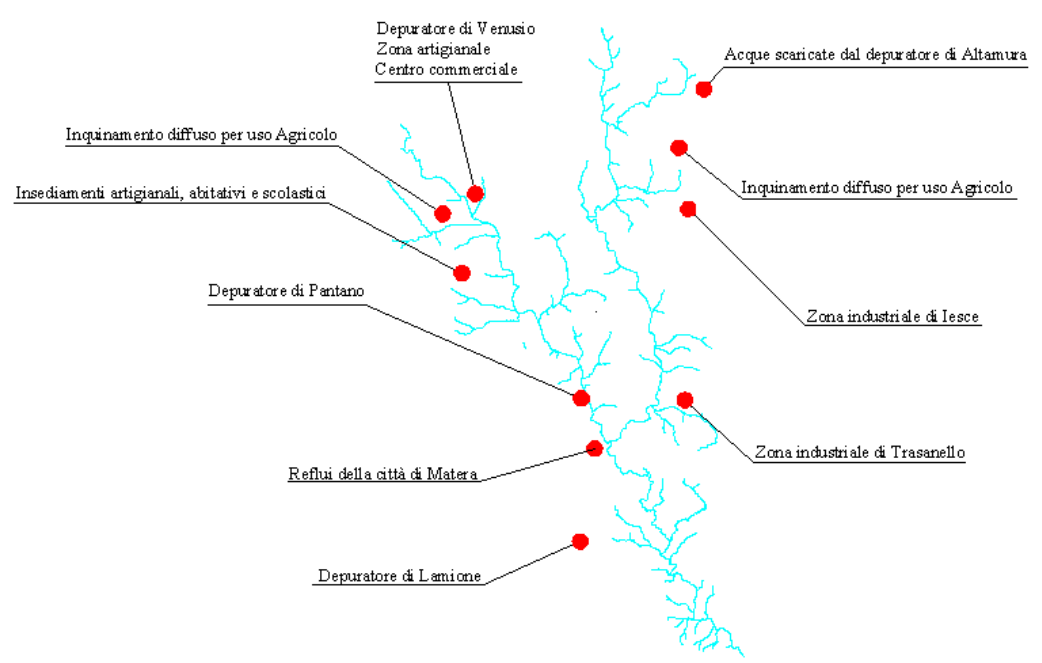 Depuratore di Venusio
Zona artigianale
Centro commerciale
Acque scaricate dal depuratore di Altamura
Inquinamento diffuso per uso Agricolo
Inquinamento diffuso per uso Agricolo
Insediamenti artigianali, abitativi e scolastici
Depuratore di Pantano
Zona industriale di Iesce
Zona industriale di Trasanello
Reflui della città di Matera
Depuratore di Lamione